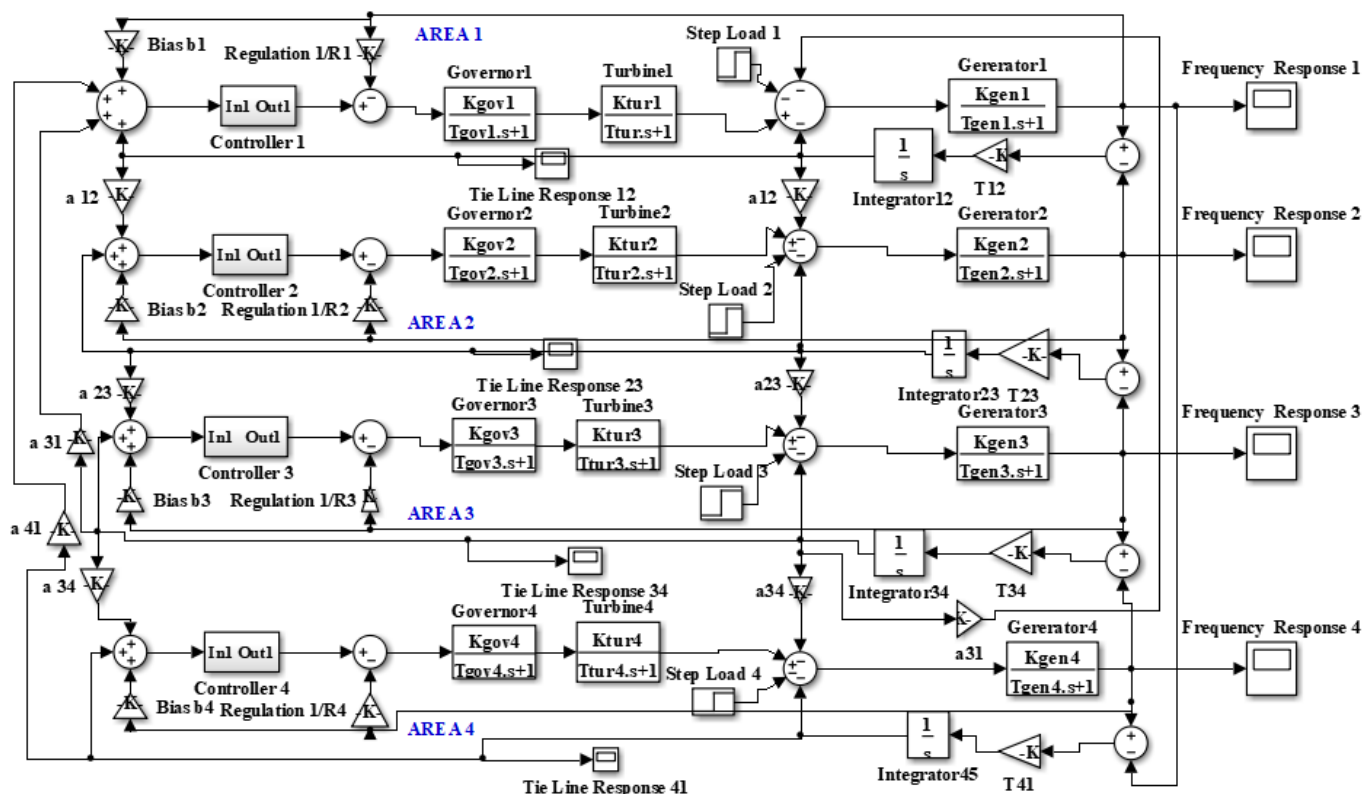 AREA 1
Step Load 1
Bias b1
Regulation 1/R1
-K-
-K-
Governor1
Turbine1
Gererator1
Frequency Response 1
In1 Out1
Kgov1
Tgov1.s+1
Ktur1
Ttur.s+1
Kgen1
Tgen1.s+1
Controller 1
1
s
-K
T12
Integrator12
Tie Line Response 12
a 12
-K-
a12
-K-
Governor2
Turbine2
Gererator2
Frequency Response 2
In1 Out1
Kgov2
Tgov2.s+1
Ktur2
Ttur2.s+1
Kgen2
Tgen2.s+1
Controller 2
Step Load 2
Bias b2
Regulation 1/R2
-K-
-K-
AREA 2
1
s
-K-
Integrator23
T23
Tie Line Response 23
a 23
-K-
a23
-K-
Governor3
Turbine3
Gererator3
Frequency Response 3
a 31
-K-
In1 Out1
Kgov3
Tgov3.s+1
Ktur3
Ttur3.s+1
Kgen3
Tgen3.s+1
Controller 3
Step Load 3
Bias b3
Regulation 1/R3
-K-
K
AREA 3
a 41
-K-
1
s
-K-
Integrator34
T34
Tie Line Response 34
a 34
-K-
a34
-K-
K-
a31
Governor4
Turbine4
Gererator4
Frequency Response 4
In1 Out1
Kgov4
Tgov4.s+1
Ktur4
Ttur4.s+1
Kgen4
Tgen4.s+1
Controller 4
Step Load 4
Bias b4
Regulation 1/R4
-K-
-K-
AREA 4
1
s
-K
Integrator45
T41
Tie Line Response 41